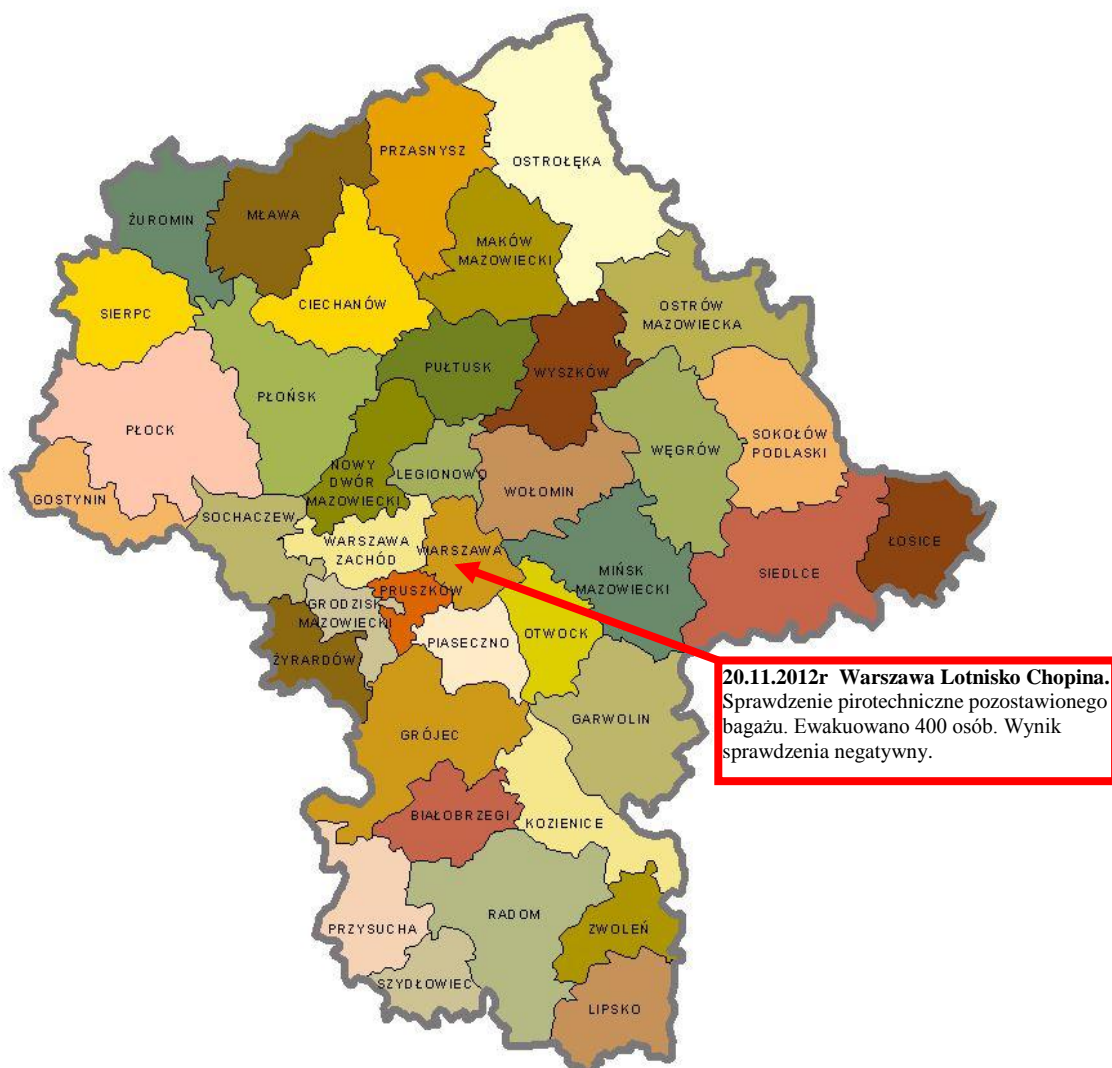 PRZASNYSZ
OSTROŁĘKA
ŻUROMIN
MŁAWA
MAKÓW
MAZOWIECKI
CIECHANÓW
SIERPC
OSTRÓW
MAZOWIECKA
PUŁTUSK
WYSZKÓW
PŁOŃSK
PŁOCK
SOKOŁÓW
PODLASKI
WĘGRÓW
NOWY
DWÓR
MAZOWIECKI
LEGIONOWO
WOŁOMIN
GOSTYNIN
SOCHACZEW
WARSZAWA
ZACHÓD
WARSZAWA
MIŃSK
MAZOWIECKI
SIEDLCE
ŁOSICE
PRUSZKÓW
GRODZISK
MAZOWIECKI
PIASECZNO
OTWOCK
ŻYRARDÓW
20.11.2012r Warszawa Lotnisko Chopina.
Sprawdzenie pirotechniczne pozostawionego
bagażu. Ewakuowano 400 osób. Wynik
sprawdzenia negatywny.
GARWOLIN
GRÓJEC
BIAŁOBRZEGI
KOZIENICE
RADOM
PRZYSUCHA
ZWOLEŃ
SZYDŁOWIEC
LIPSKO